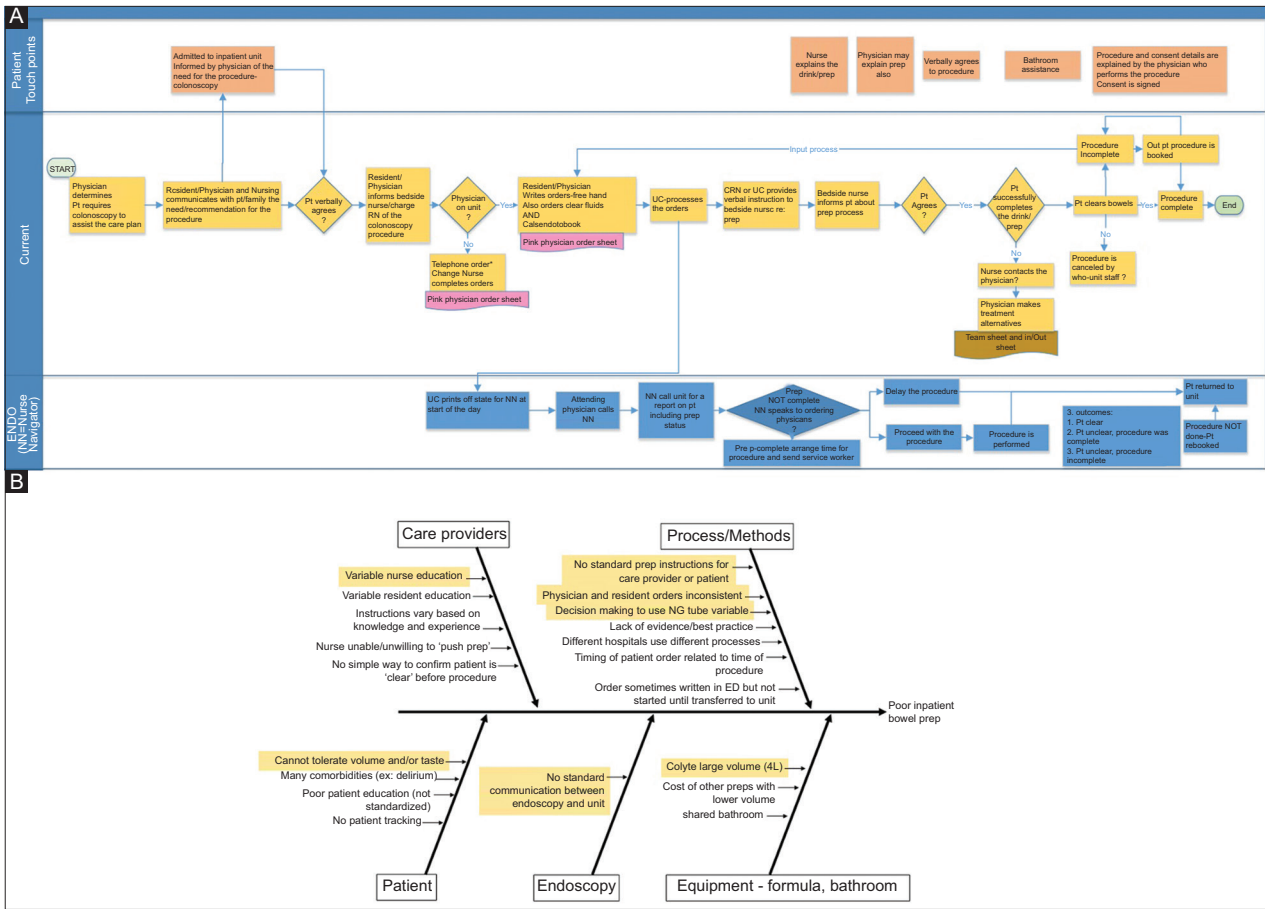 A
Patient
Touch points
Admitted to inpatient unit
Informed by physician of the
need for the procedure-
colonoscopy
Nurse
explains the
drink/prep
Physician may
explain prep
also
Verbally agrees
to procedure
Bathroom
assistance
Procedure and consent details are
explained by the physician who
performs the procedure
Consent is signed
Current
START
Physician
determines
Pt requires
colonoscopy to
assist the care plan
Rcsident/Physician and Nursing
communicates with pt/family the
need/recommendation for the
procedure
Pt verbally
agrees
?
Resident/
Physician
informs bedside
nurse/charge
RN of the
colonoscopy
procedure
Physician
on unit
?
Yes
No
Telephone order*
Change Nurse
completes orders
Pink physician order sheet
Resident/Physician
Writes orders-free hand
Also orders clear fluids
AND
Calsendotobook
Pink physician order sheet
Input process
UC-processes
the orders
CRN or UC provides
verbal instruction to
bedside nursc re:
prep
Bedside nurse
informs pt about
prep process
Pt
Agrees
?
Yes
Pt
successfully
completes
the drink/
prep
No
Nurse contacts the
physician?
Physician makes
treatment
alternatives
Team sheet and in/Out
sheet
Procedure
Incomplete
Out pt procedure is
booked
Pt clears bowels
Yes
Procedure
complete
End
No
Procedure is
canceled by
who-unit staff ?
ENDO
(NN=Nurse
Navigator)
UC prints off state for NN at
start of the day
Attending
physician calls
NN
NN call unit for a
report on pt
including prep
status
Prep
NOT complete
NN speaks to ordering
physicians
?
Pre p-complete arrange time for
procedure and send service worker
Delay the procedure
Proceed with the
procedure
Procedure is
performed
3. outcomes:
1. Pt clear
2. Pt unclear, procedure was
complete
3. Pt unclear, procedure
incomplete
Pt returned to
unit
Procedure NOT
done-Pt
rebooked
B
Care providers
Variable nurse education
Variable resident education
Instructions vary based on
knowledge and experience
Nurse unable/unwilling to ‘push prep’
No simple way to confirm patient is
‘clear’ before procedure
Process/Methods
No standard prep instructions for
care provider or patient
Physician and resident orders inconsistent
Decision making to use NG tube variable
Lack of evidence/best practice
Different hospitals use different processes
Timing of patient order related to time of
procedure
Order sometimes written in ED but not
started until transferred to unit
Poor inpatient
bowel prep
Cannot tolerate volume and/or taste
Many comorbidities (ex: delirium)
Poor patient education (not
standardized)
No patient tracking
Patient
No standard
communication between
endoscopy and unit
Endoscopy
Colyte large volume (4L)
Cost of other preps with
lower volume
shared bathroom
Equipment - formula, bathroom